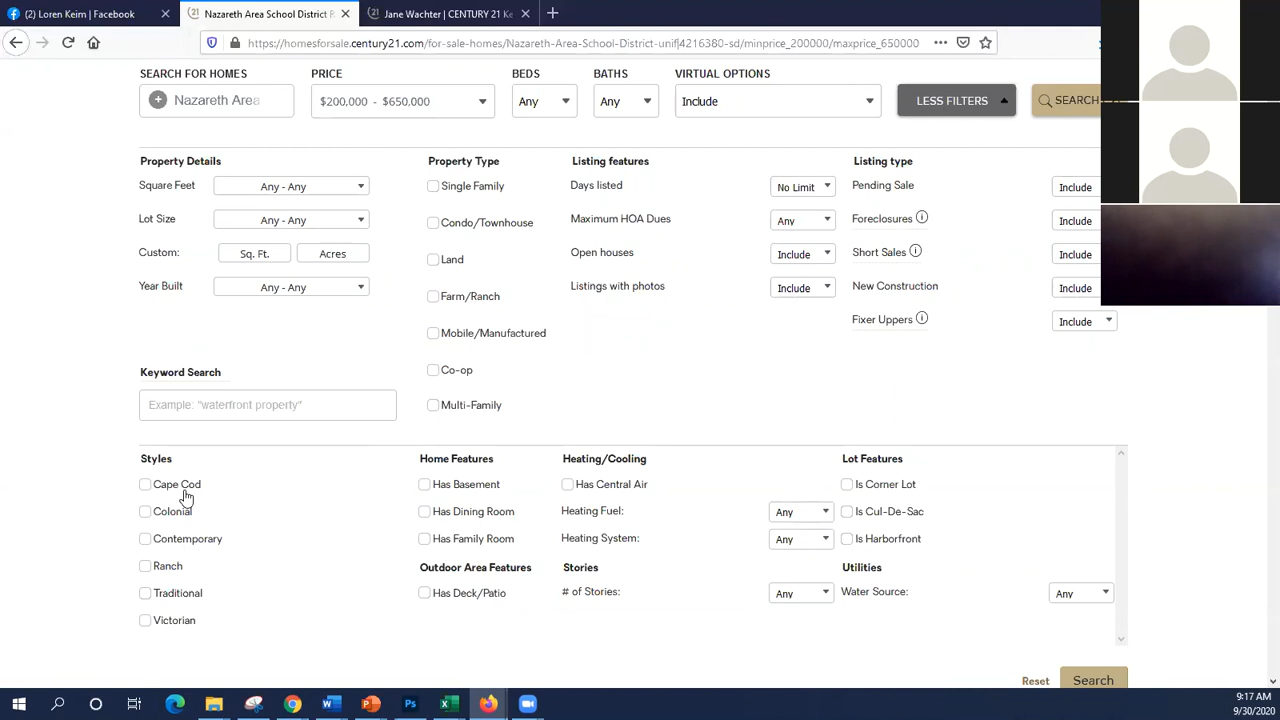 (2) Loren Keim | Facebook
Nazareth Area School District R
Jane Wachter | CENTURY 21 Ke
https://homesforsale.century21.com/for-sale-homes/Nazareth-Area-School-District-unif|4216380-sd/minprice_200000/maxprice_650000
SEARCH FOR HOMES PRICE BEDS BATHS VIRTUAL OPTIONS
Nazareth Area $200,000 - $650,000 Any Any Include LESS FILTERS SEARCH
Property Details Property Type Listing features Listing type
Square Feet Any - Any Single Family Days listed No Limit Pending Sale Include
Lot Size Any - Any Condo/Townhouse Maximum HOA Dues Any Foreclosures Include
Custom: Sq. Ft. Acres Land Open houses Include Short Sales Include
Year Built Any - Any Farm/Ranch Listings with photos Include New Construction Include
Mobile/Manufactured Fixer Uppers Include
Keyword Search Co-op
Example: "waterfront property" Multi-Family
Styles Home Features Heating/Cooling Lot Features
Cape Cod Has Basement Has Central Air Is Corner Lot
Colonial Has Dining Room Heating Fuel: Any Is Cul-De-Sac
Contemporary Has Family Room Heating System: Any Is Harborfront
Ranch Outdoor Area Features Stories Utilities
Traditional Has Deck/Patio # of Stories: Any Water Source: Any
Victorian
Reset Search
9:17 AM
9/30/2020